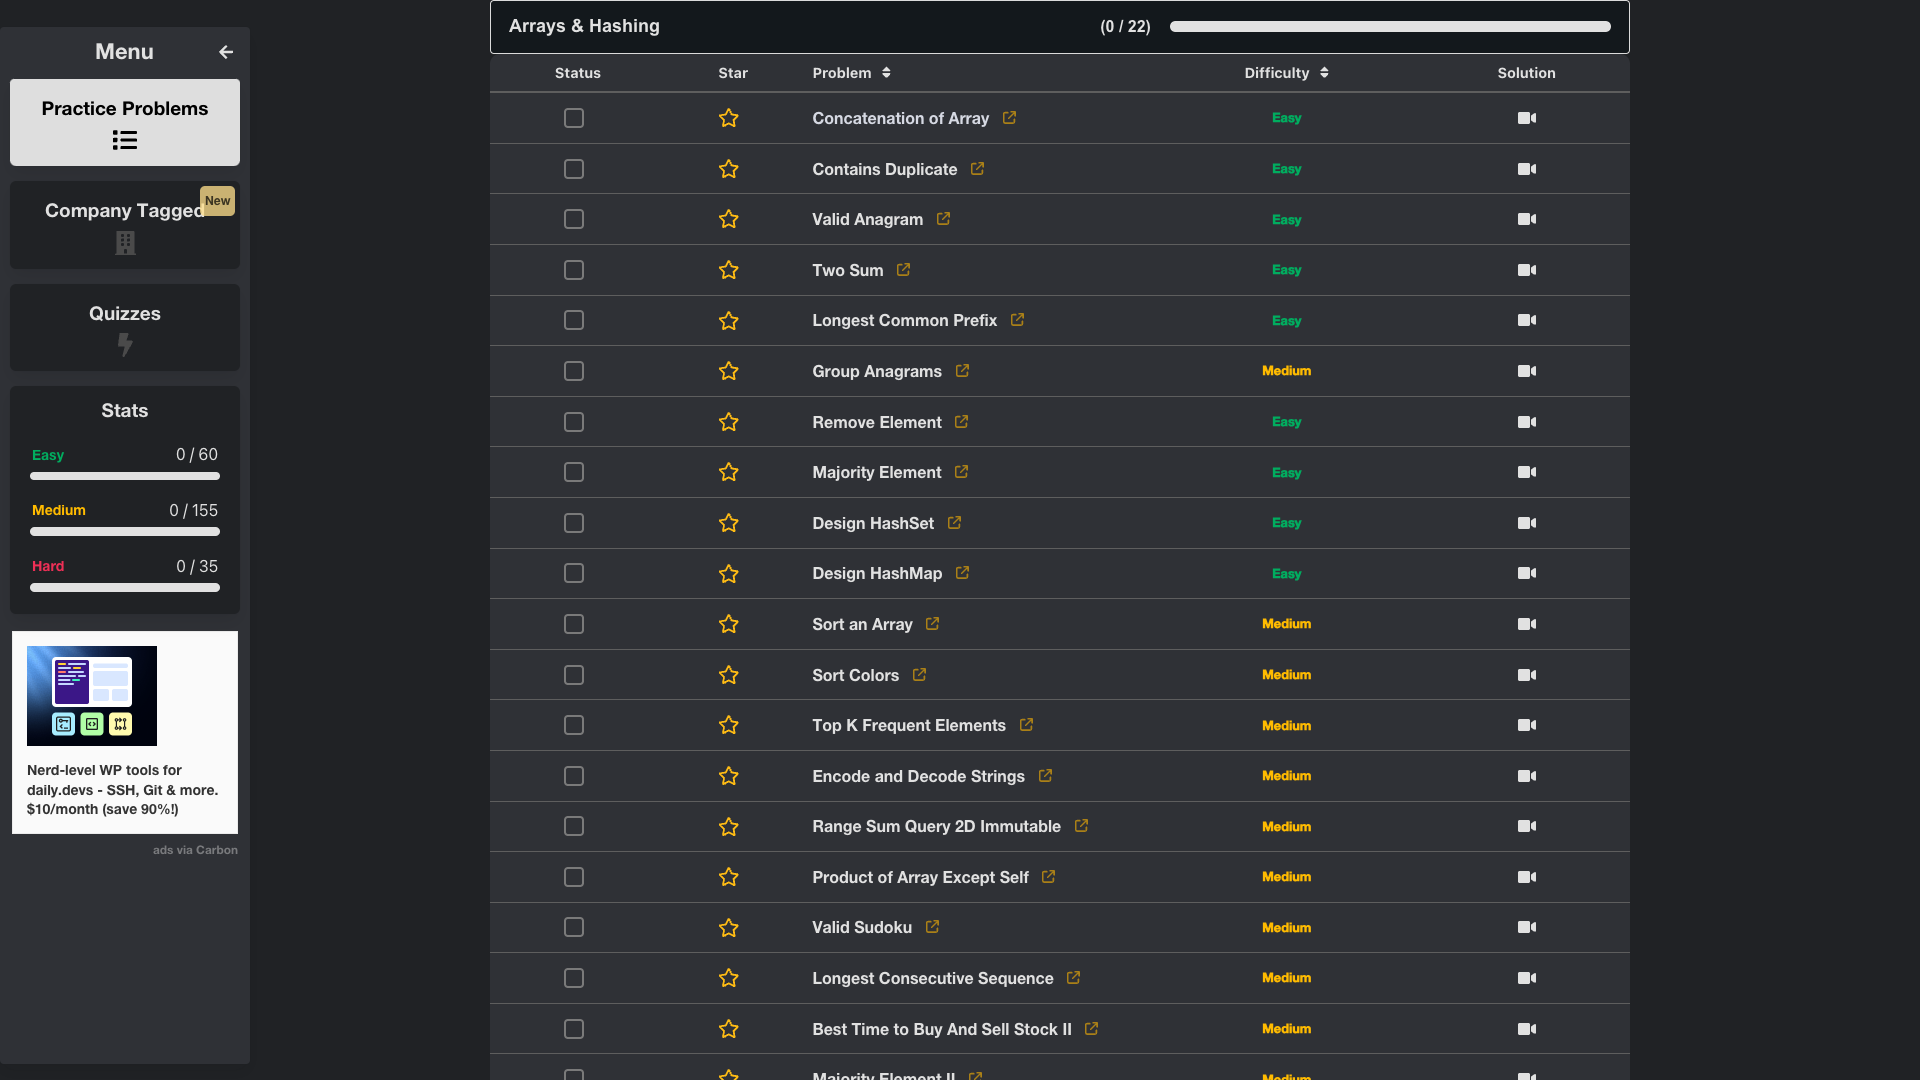 Menu
Practice Problems
Company Tagged
New
Quizzes
Stats
Easy 0 / 60
Medium 0 / 155
Hard 0 / 35
Nerd-level WP tools for
daily.devs - SSH, Git & more.
$10/month (save 90%!)
ads via Carbon
Arrays & Hashing (0 / 22)
Status Star Problem Difficulty Solution
Concatenation of Array Easy
Contains Duplicate Easy
Valid Anagram Easy
Two Sum Easy
Longest Common Prefix Easy
Group Anagrams Medium
Remove Element Easy
Majority Element Easy
Design HashSet Easy
Design HashMap Easy
Sort an Array Medium
Sort Colors Medium
Top K Frequent Elements Medium
Encode and Decode Strings Medium
Range Sum Query 2D Immutable Medium
Product of Array Except Self Medium
Valid Sudoku Medium
Longest Consecutive Sequence Medium
Best Time to Buy And Sell Stock II Medium
Majority Element II Medium